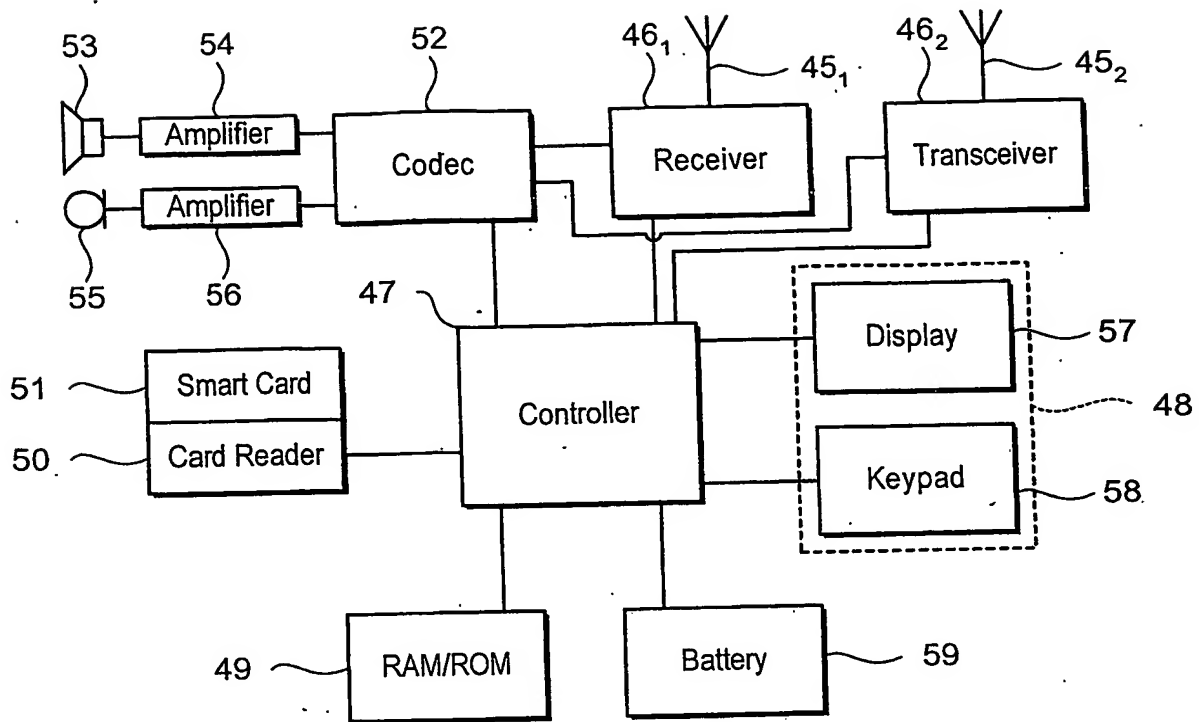 53
54
52
46₁
45₁
46₂
45₂
Amplifier
Codec
Receiver
Transceiver
Amplifier
55
56
47
Display
57
51
Smart Card
Controller
48
50
Card Reader
Keypad
58
49
RAM/ROM
Battery
59